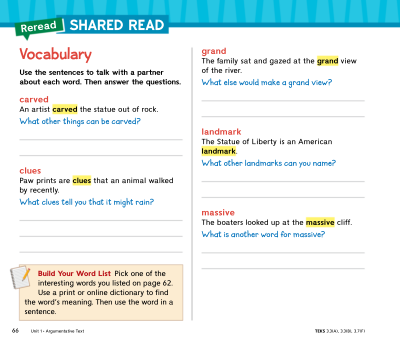 Reread SHARED READ
Vocabulary
Use the sentences to talk with a partner
about each word. Then answer the questions.
carved
An artist carved the statue out of rock.
What other things can be carved?
clues
Paw prints are clues that an animal walked
by recently.
What clues tell you that it might rain?
Build Your Word List Pick one of the
interesting words you listed on page 62.
Use a print or online dictionary to find
the word's meaning. Then use the word in a
sentence.
grand
The family sat and gazed at the grand view
of the river.
What else would make a grand view?
landmark
The Statue of Liberty is an American
landmark.
What other landmarks can you name?
massive
The boaters looked up at the massive cliff.
What is another word for massive?
66 Unit 1 • Argumentative Text
TEKS 3.3(A), 3.3(B), 3.7(F)